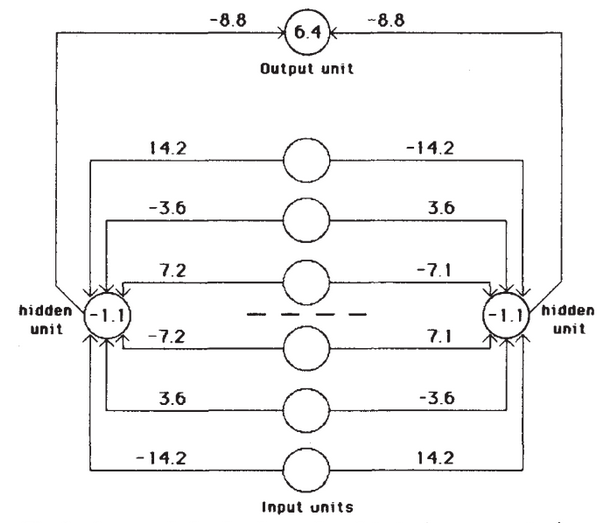 -8.8 6.4 -8.8
Output unit
14.2 -14.2
-3.6 3.6
7.2 -7.1
hidden unit -1.1 -1.1 hidden unit
-7.2 7.1
3.6 -3.6
-14.2 14.2
Input units